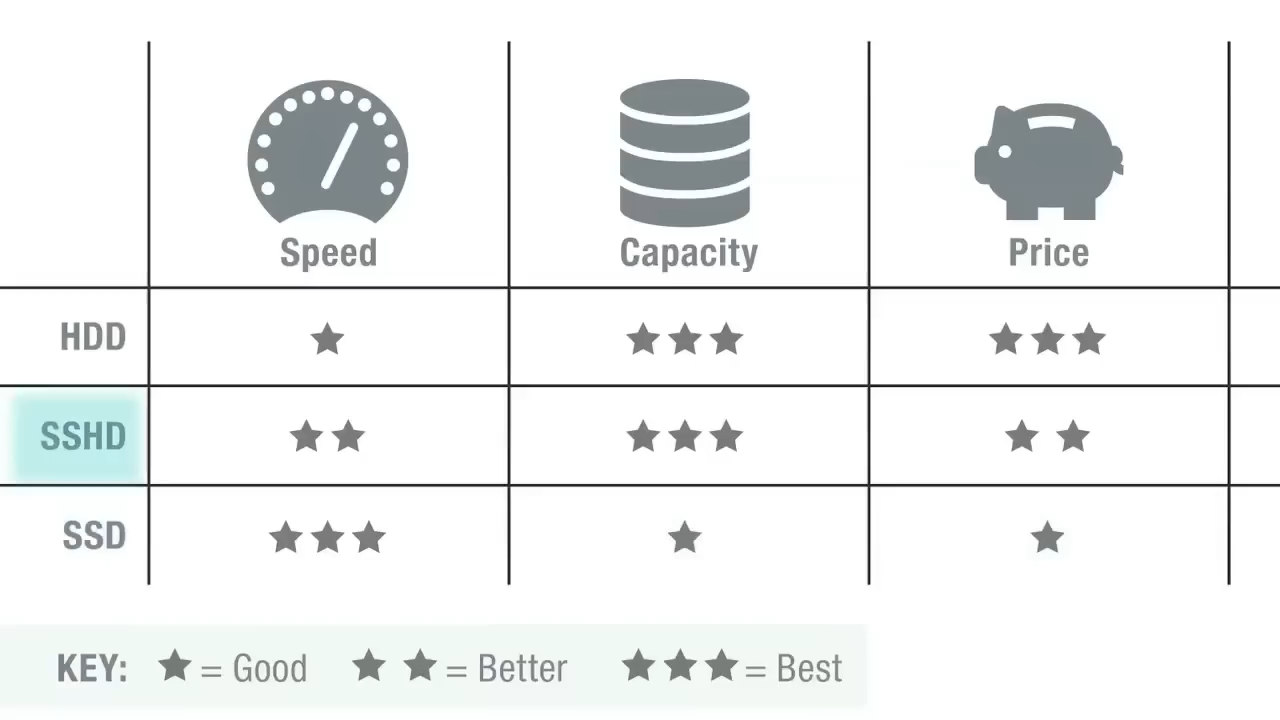 Speed Capacity Price
HDD ★ ★★★ ★★★
SSHD ★★ ★★★ ★ ★
SSD ★★★ ★ ★
KEY: ★ = Good ★ ★ = Better ★★★ = Best